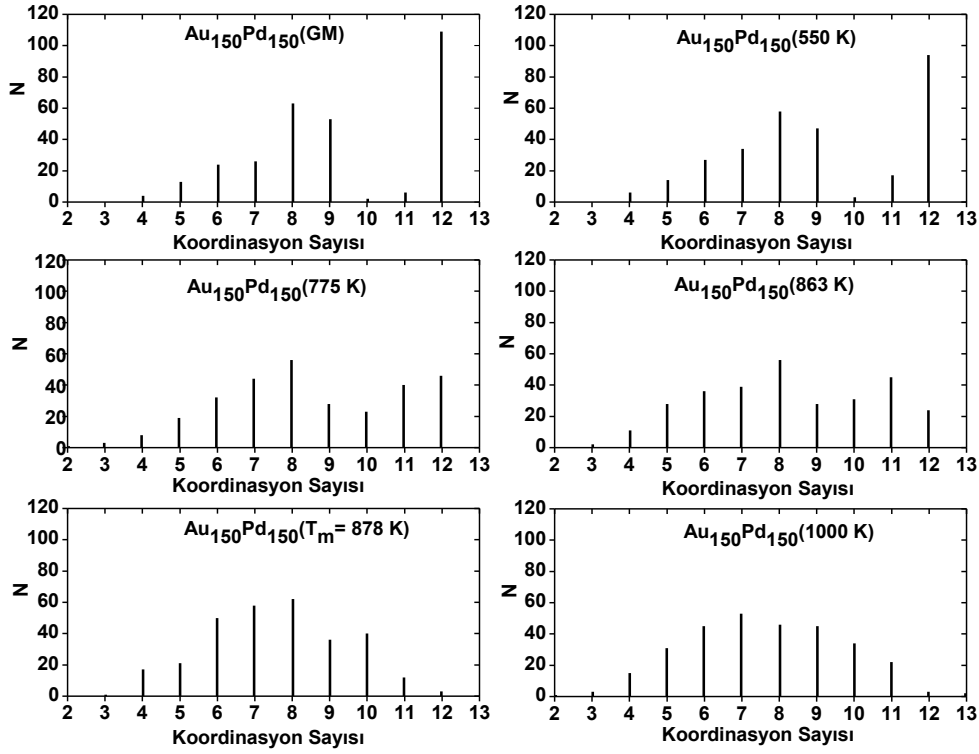 Au150Pd150(GM)
N
120
100
80
60
40
20
0
2 3 4 5 6 7 8 9 10 11 12 13
Koordinasyon Sayısı
Au150Pd150(550 K)
N
120
100
80
60
40
20
0
2 3 4 5 6 7 8 9 10 11 12 13
Koordinasyon Sayısı
Au150Pd150(775 K)
N
120
100
80
60
40
20
0
2 3 4 5 6 7 8 9 10 11 12 13
Koordinasyon Sayısı
Au150Pd150(863 K)
N
120
100
80
60
40
20
0
2 3 4 5 6 7 8 9 10 11 12 13
Koordinasyon Sayısı
Au150Pd150(Tm= 878 K)
N
120
100
80
60
40
20
0
2 3 4 5 6 7 8 9 10 11 12 13
Koordinasyon Sayısı
Au150Pd150(1000 K)
N
120
100
80
60
40
20
0
2 3 4 5 6 7 8 9 10 11 12 13
Koordinasyon Sayısı